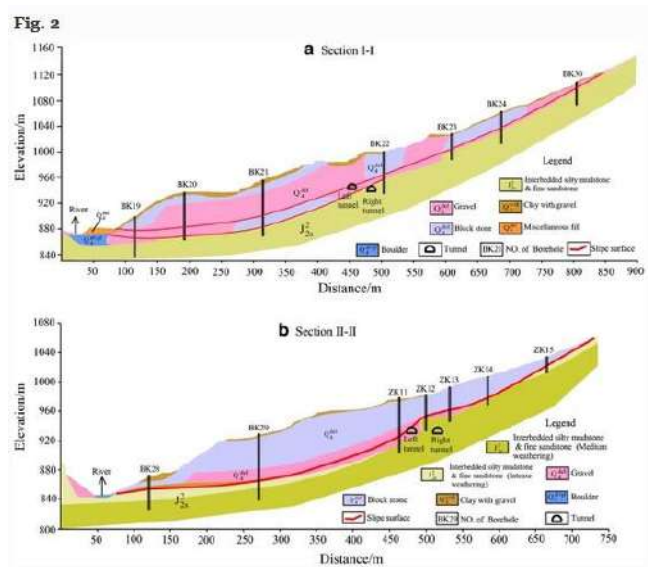 Fig. 2
a Section I-I
Elevation/m
1160
1120
1080
1040
1000
960
920
880
840
River
BK19
BK20
BK21
BK22
BK23
BK24
BK30
Left
tunnel
Right
tunnel
Legend
Interbedded silty mudstone
& fine sandstone
Gravel
Clay with gravel
Block stone
Miscellaneous fill
Boulder
Tunnel
BK21 NO. of Borehole
Slope surface
50 100 150 200 250 300 350 400 450 500 550 600 650 700 750 800 850 900
Distance/m
b Section II-II
Elevation/m
1080
1040
1000
960
920
880
840
800
River
BK28
BK29
ZK11
ZK12
ZK13
ZK14
ZK15
Left
tunnel
Right
tunnel
Legend
Interbedded silty mudstone
& fine sandstone (Medium
weathering)
Interbedded silty mudstone
& fine sandstone (Intense
weathering)
Gravel
Block stone
Clay with gravel
Boulder
Slope surface
BK29 NO. of Borehole
Tunnel
0 50 100 150 200 250 300 350 400 450 500 550 600 650 700 750
Distance/m